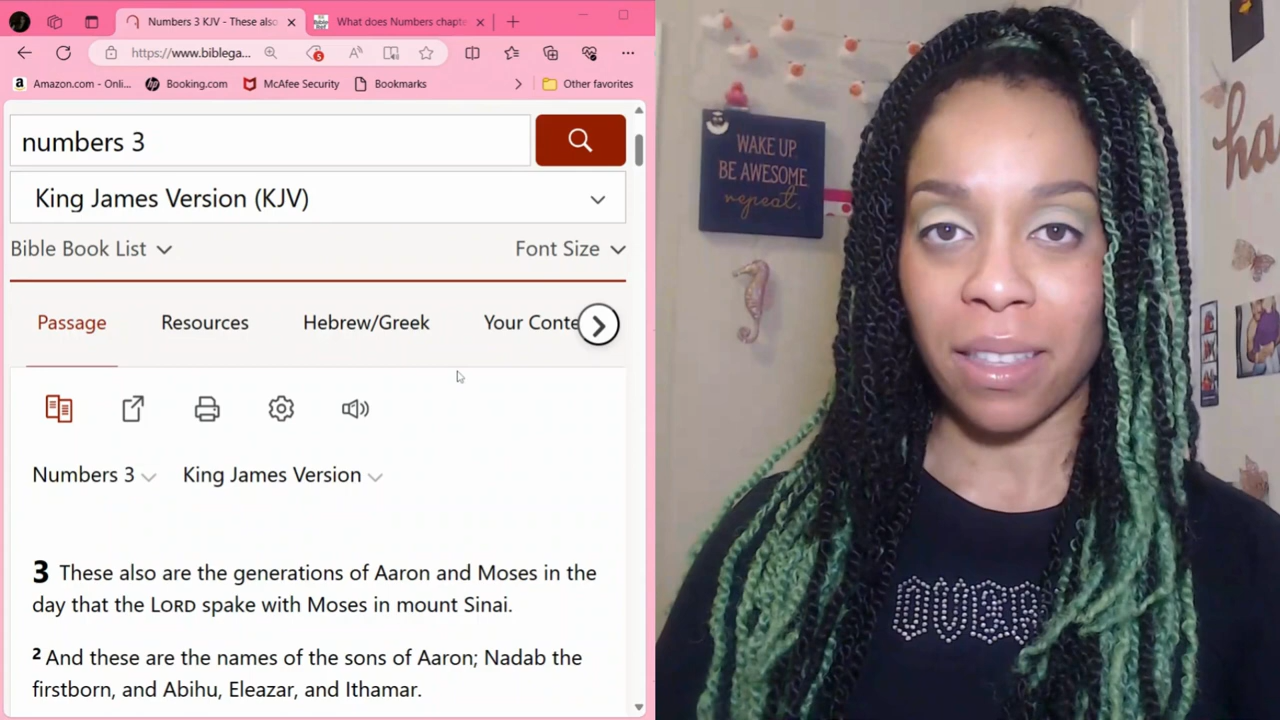 Numbers 3 KJV - These also
What does Numbers chapte
https://www.biblega...
5
Amazon.com - Onli...
Booking.com
McAfee Security
Bookmarks
Other favorites
numbers 3
King James Version (KJV)
Bible Book List
Font Size
Passage
Resources
Hebrew/Greek
Your Conte
Numbers 3
King James Version
3 These also are the generations of Aaron and Moses in the
day that the LORD spake with Moses in mount Sinai.
2 And these are the names of the sons of Aaron; Nadab the
firstborn, and Abihu, Eleazar, and Ithamar.
WAKE UP
BE AWESOME
repeat.
ha
OVER